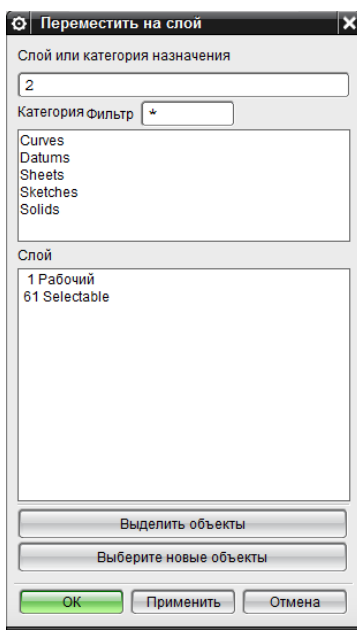 Переместить на слой
Слой или категория назначения
2
Категория Фильтр *
Curves
Datums
Sheets
Sketches
Solids
Слой
1 Рабочий
61 Selectable
Выделить объекты
Выберите новые объекты
ОК Применить Отмена